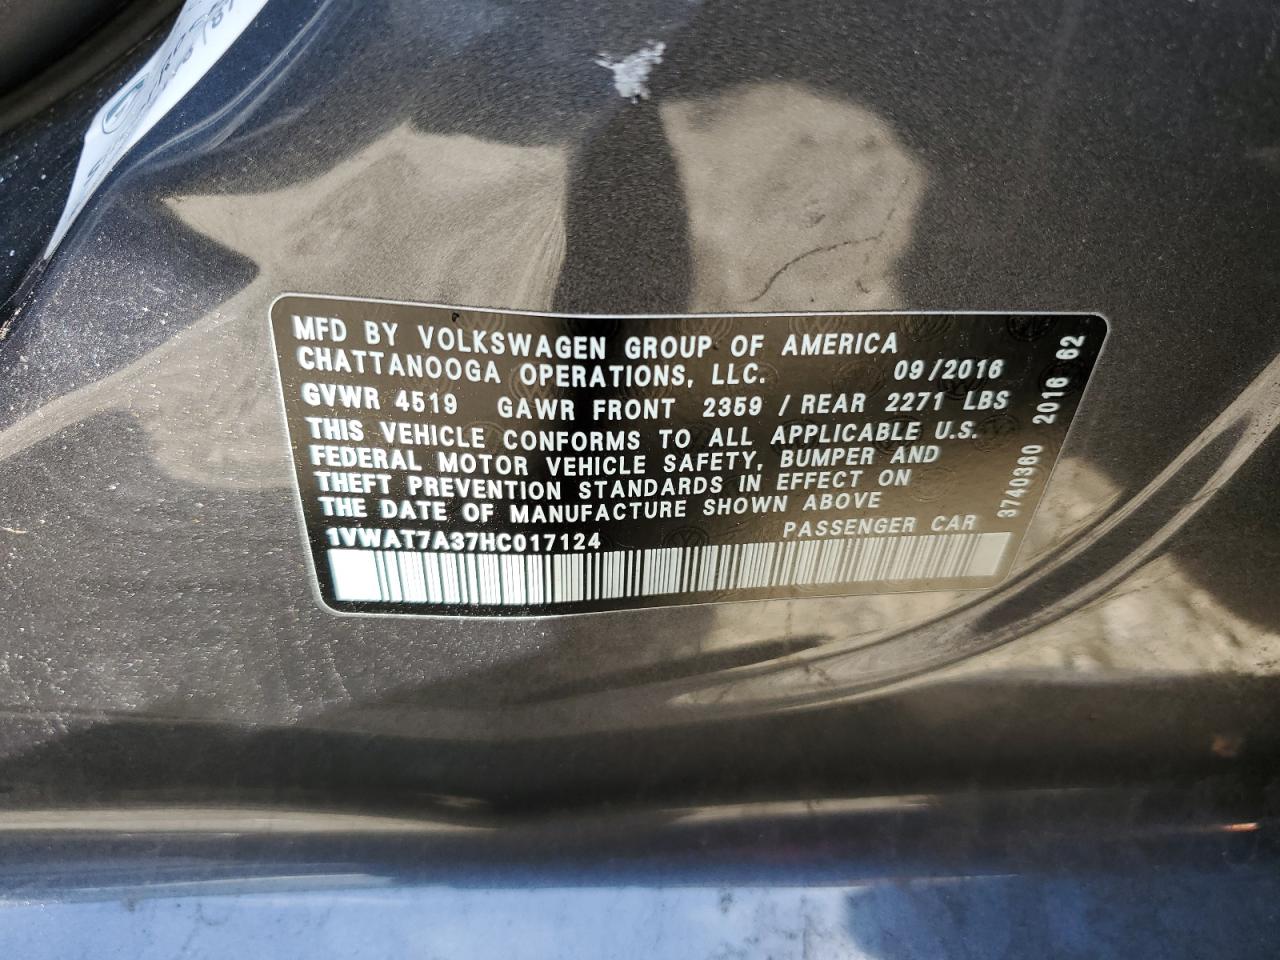 MFD BY VOLKSWAGEN GROUP OF AMERICA
CHATTANOOGA OPERATIONS, LLC. 09/2016
GVWR 4519 GAWR FRONT 2359 / REAR 2271 LBS
THIS VEHICLE CONFORMS TO ALL APPLICABLE U.S.
FEDERAL MOTOR VEHICLE SAFETY, BUMPER AND
THEFT PREVENTION STANDARDS IN EFFECT ON
THE DATE OF MANUFACTURE SHOWN ABOVE
1VWAT7A37HC017124 PASSENGER CAR
37403360 2016 62